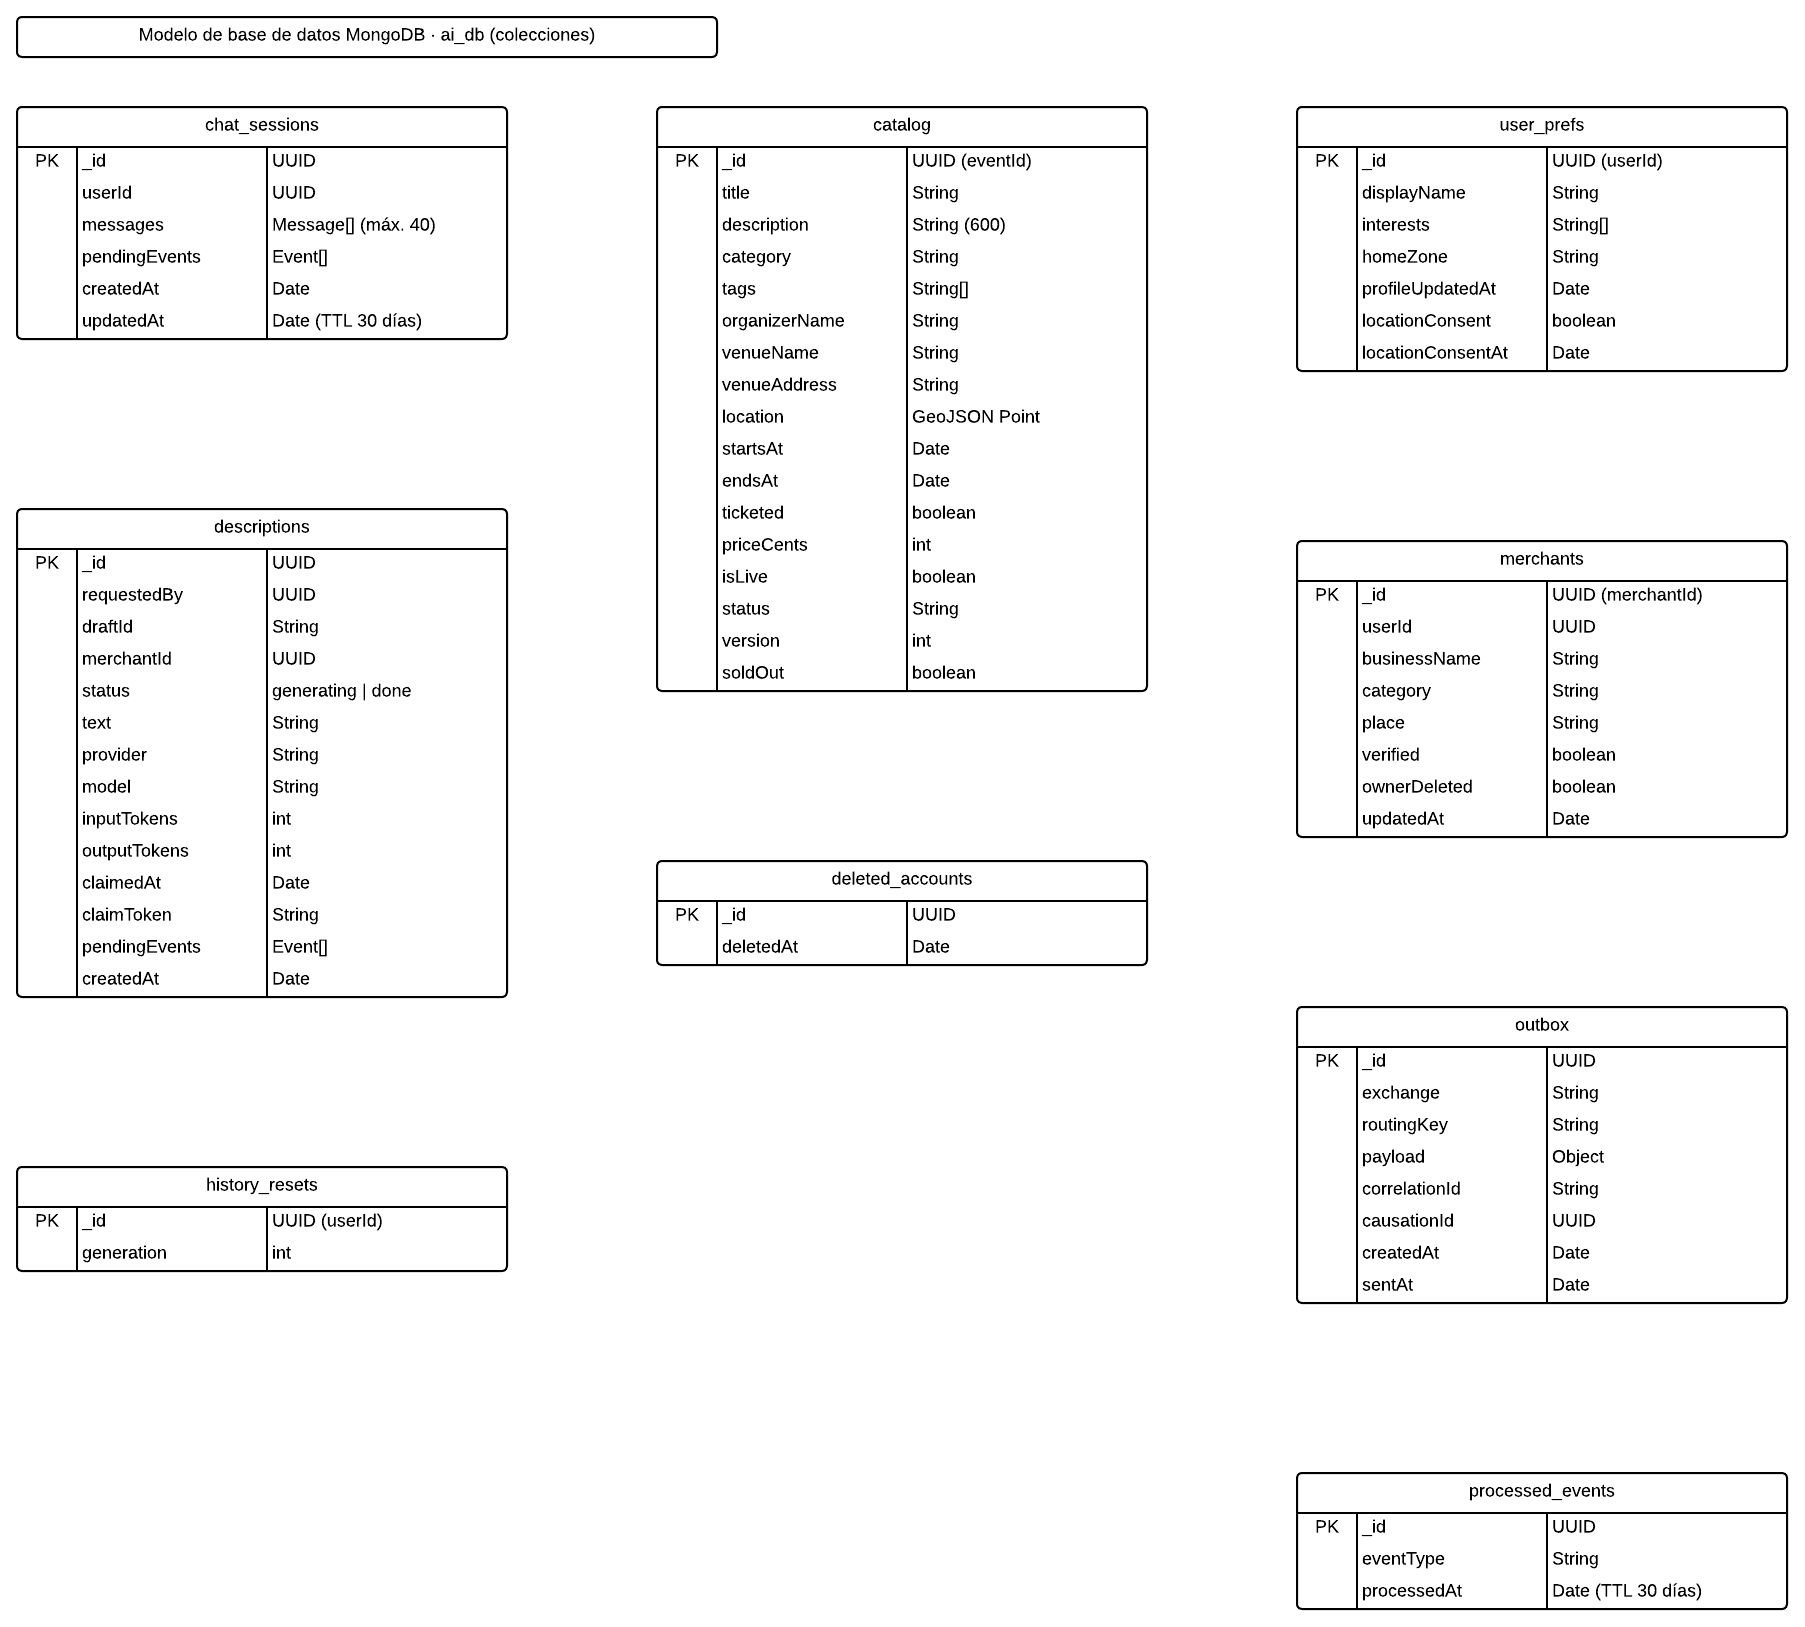 Modelo de base de datos MongoDB · ai_db (colecciones)
chat_sessions
PK _id UUID
userId UUID
messages Message[] (máx. 40)
pendingEvents Event[]
createdAt Date
updatedAt Date (TTL 30 días)
descriptions
PK _id UUID
requestedBy UUID
draftId String
merchantId UUID
status generating | done
text String
provider String
model String
inputTokens int
outputTokens int
claimedAt Date
claimToken String
pendingEvents Event[]
createdAt Date
history_resets
PK _id UUID (userId)
generation int
catalog
PK _id UUID (eventId)
title String
description String (600)
category String
tags String[]
organizerName String
venueName String
venueAddress String
location GeoJSON Point
startsAt Date
endsAt Date
ticketed boolean
priceCents int
isLive boolean
status String
version int
soldOut boolean
deleted_accounts
PK _id UUID
deletedAt Date
user_prefs
PK _id UUID (userId)
displayName String
interests String[]
homeZone String
profileUpdatedAt Date
locationConsent boolean
locationConsentAt Date
merchants
PK _id UUID (merchantId)
userId UUID
businessName String
category String
place String
verified boolean
ownerDeleted boolean
updatedAt Date
outbox
PK _id UUID
exchange String
routingKey String
payload Object
correlationId String
causationId UUID
createdAt Date
sentAt Date
processed_events
PK _id UUID
eventType String
processedAt Date (TTL 30 días)